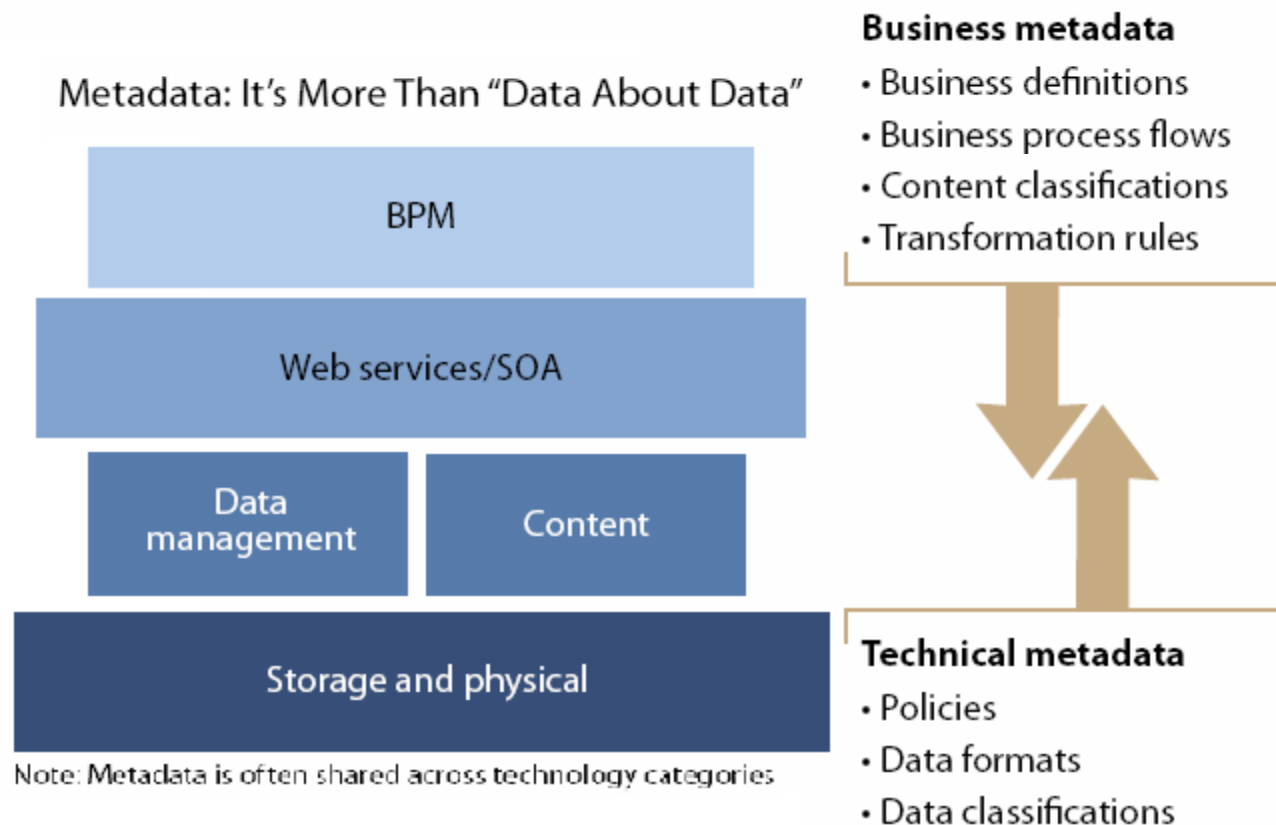 Metadata: It's More Than “Data About Data”
BPM
Web services/SOA
Data
management
Content
Storage and physical
Note: Metadata is often shared across technology categories
Business metadata
• Business definitions
• Business process flows
• Content classifications
• Transformation rules
Technical metadata
• Policies
• Data formats
• Data classifications